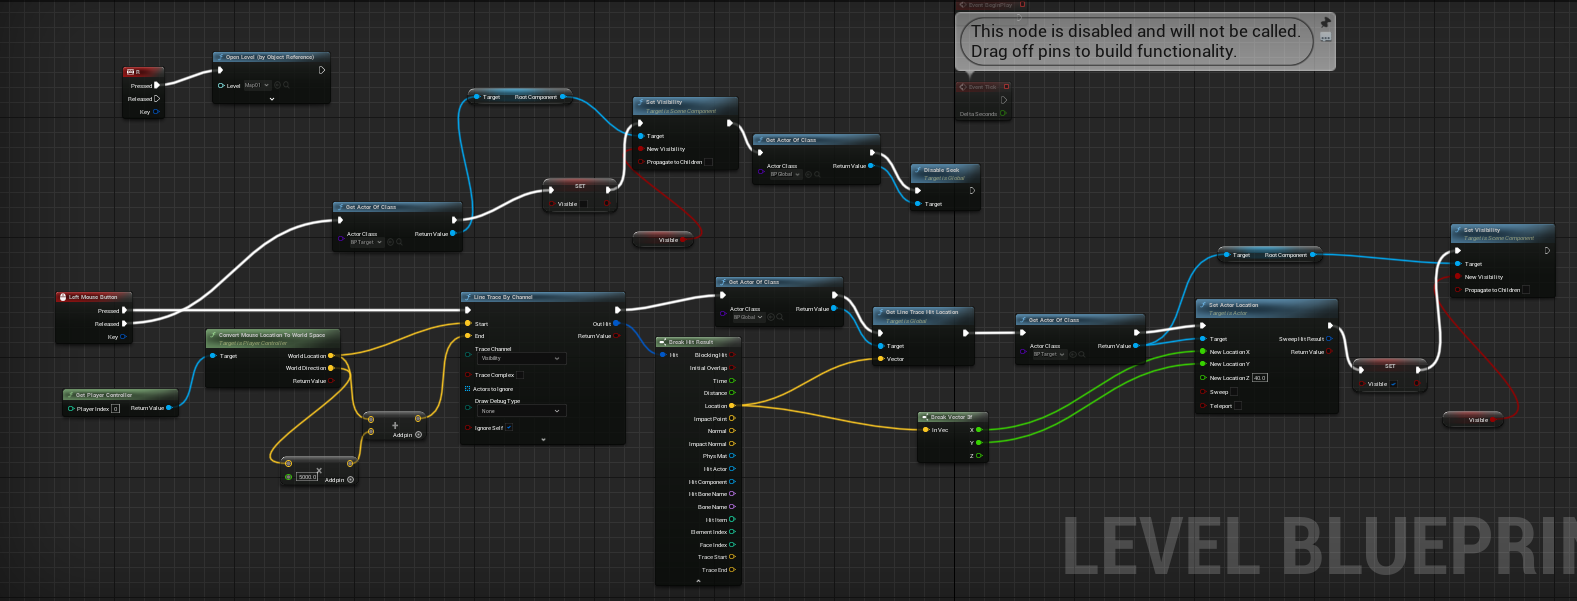 Event BeginPlay
This node is disabled and will not be called.
Drag off pins to build functionality.
Event Tick
Delta Seconds
R
Pressed
Released
Key
Open Level (by Object Reference)
Level Map01
Target Root Component
Set Visibility
Target is Scene Component
Target
New Visibility
Propagate to Children
Get Actor Of Class
Actor Class
BP Global
Return Value
Disable Seek
Target is Global
Target
SET
Visible
Get Actor Of Class
Actor Class
BP Target
Return Value
Visible
Left Mouse Button
Pressed
Released
Key
Convert Mouse Location To World Space
Target is Player Controller
Target
World Location
World Direction
Return Value
Get Player Controller
Player Index 0
Return Value
+
Add pin
×
5000.0
Add pin
Line Trace By Channel
Start
End
Out Hit
Return Value
Trace Channel
Visibility
Trace Complex
Actors to Ignore
Draw Debug Type
None
Ignore Self
Break Hit Result
Hit
Blocking Hit
Initial Overlap
Time
Distance
Location
Impact Point
Normal
Impact Normal
Phys Mat
Hit Actor
Hit Component
Hit Bone Name
Bone Name
Hit Item
Element Index
Face Index
Trace Start
Trace End
Get Actor Of Class
Actor Class
BP Global
Return Value
Get Line Trace Hit Location
Target is Global
Target
Vector
Break Vector 3f
In Vec
X
Y
Z
Get Actor Of Class
Actor Class
BP Target
Return Value
Target Root Component
Set Actor Location
Target is Actor
Target
New Location X
New Location Y
New Location Z 40.0
Sweep
Teleport
Sweep Hit Result
Return Value
SET
Visible
Set Visibility
Target is Scene Component
Target
New Visibility
Propagate to Children
Visible
LEVEL BLUEPRIN